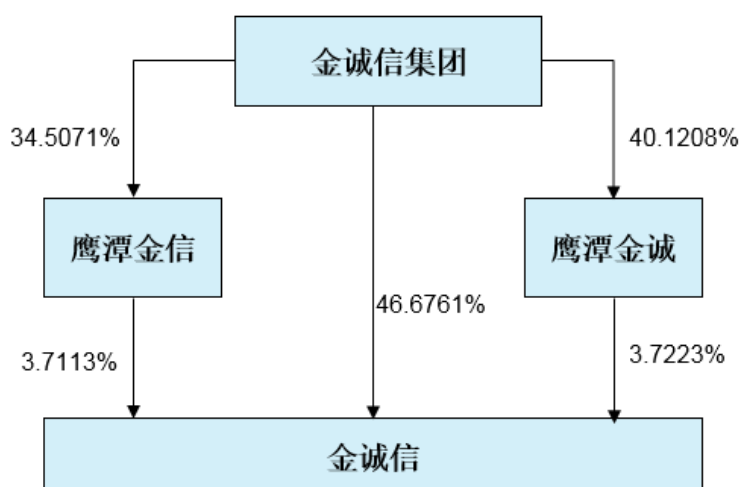 金诚信集团
34.5071%
40.1208%
鹰潭金信
鹰潭金诚
46.6761%
3.7113%
3.7223%
金诚信